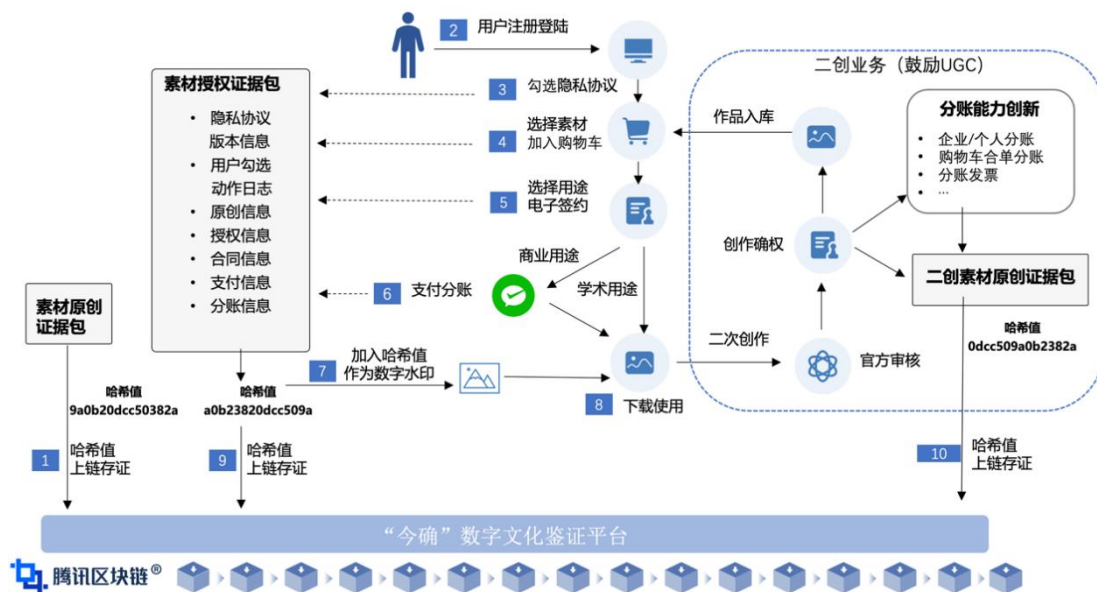 2
用户注册登陆
二创业务（鼓励UGC）
素材授权证据包
• 隐私协议
版本信息
• 用户勾选
动作日志
• 原创信息
• 授权信息
• 合同信息
• 支付信息
• 分账信息
3
勾选隐私协议
4
选择素材
加入购物车
5
选择用途
电子签约
作品入库
分账能力创新
• 企业/个人分账
• 购物车合单分账
• 分账发票
• ...
创作确权
商业用途
学术用途
6
支付分账
二创素材原创证据包
素材原创
证据包
哈希值
0dcc509a0b2382a
二次创作
官方审核
7
加入哈希值
作为数字水印
8
下载使用
哈希值
9a0b20dcc50382a
哈希值
a0b23820dcc509a
1
哈希值
上链存证
9
哈希值
上链存证
10
哈希值
上链存证
“今确”数字文化鉴证平台
腾讯区块链®